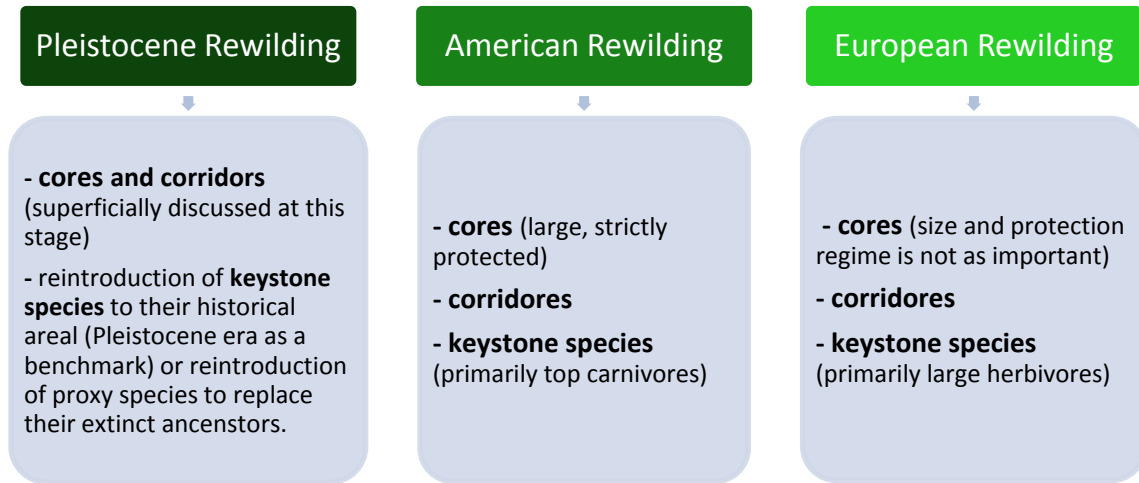 Pleistocene Rewilding
- cores and corridors
(superficially discussed at this
stage)
- reintroduction of keystone
species to their historical
areal (Pleistocene era as a
benchmark) or reintroduction
of proxy species to replace
their extinct ancenstors.
American Rewilding
- cores (large, strictly
protected)
- corridores
- keystone species
(primarily top carnivores)
European Rewilding
- cores (size and protection
regime is not as important)
- corridores
- keystone species
(primarily large herbivores)